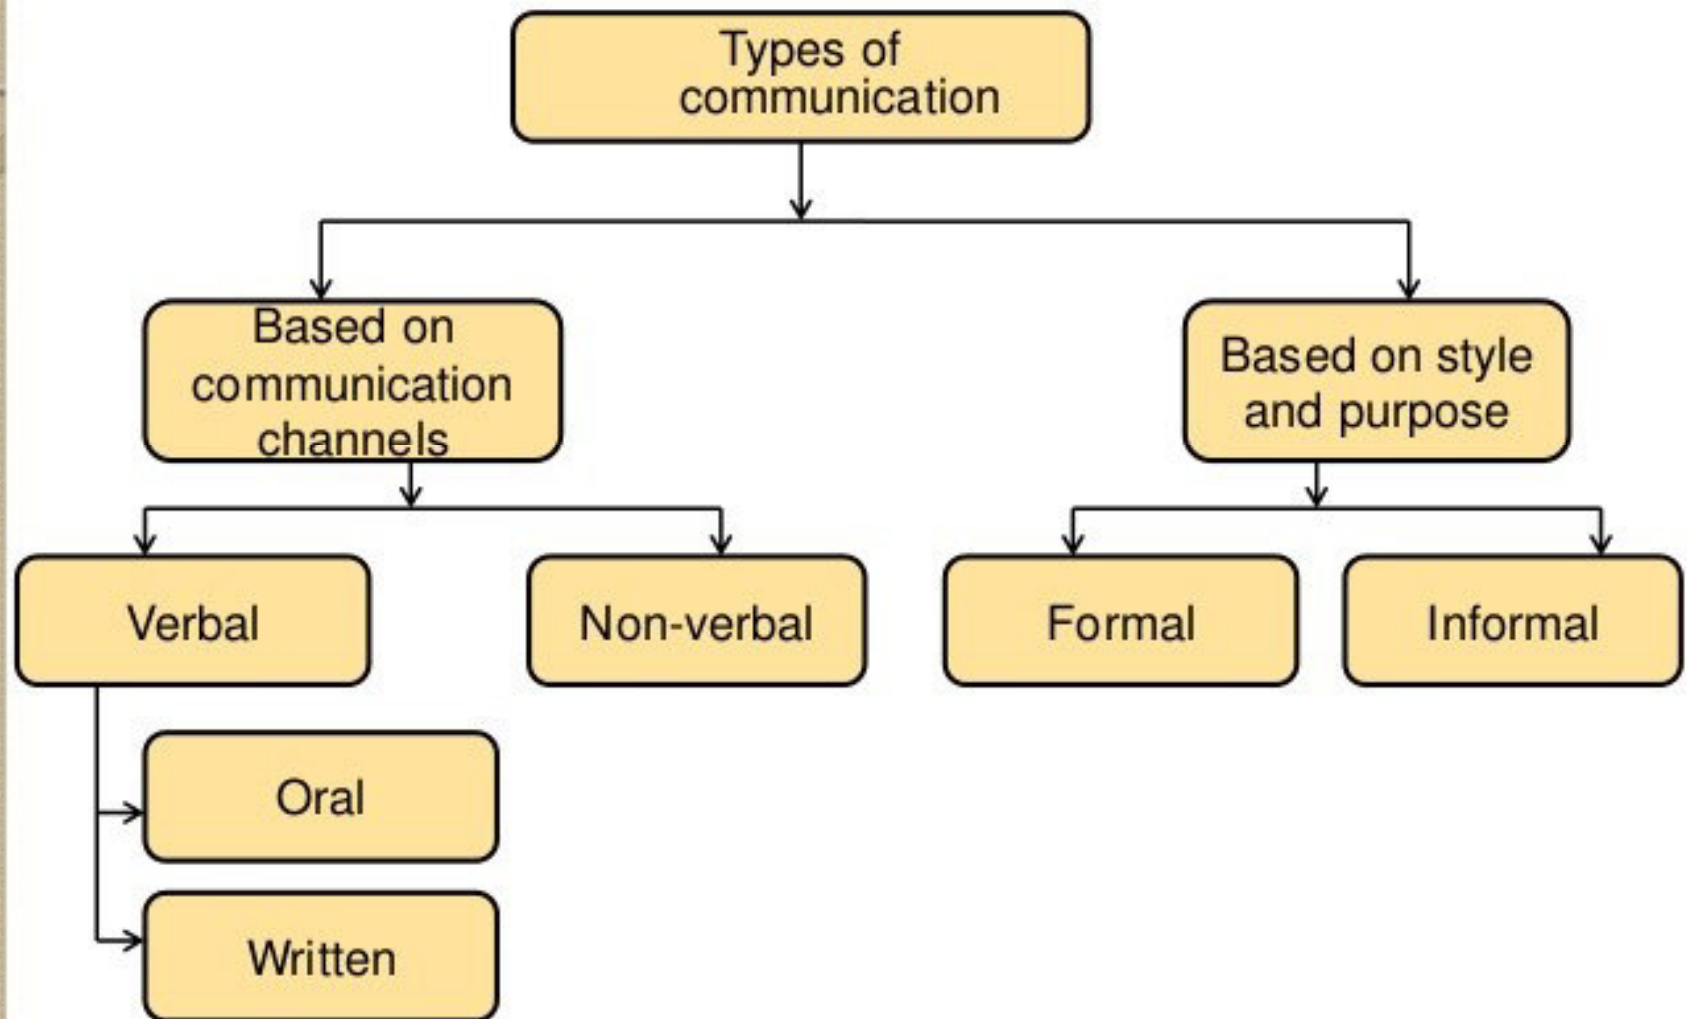 Types of
communication
Based on
communication
channels
Based on style
and purpose
Verbal
Non-verbal
Formal
Informal
Oral
Written